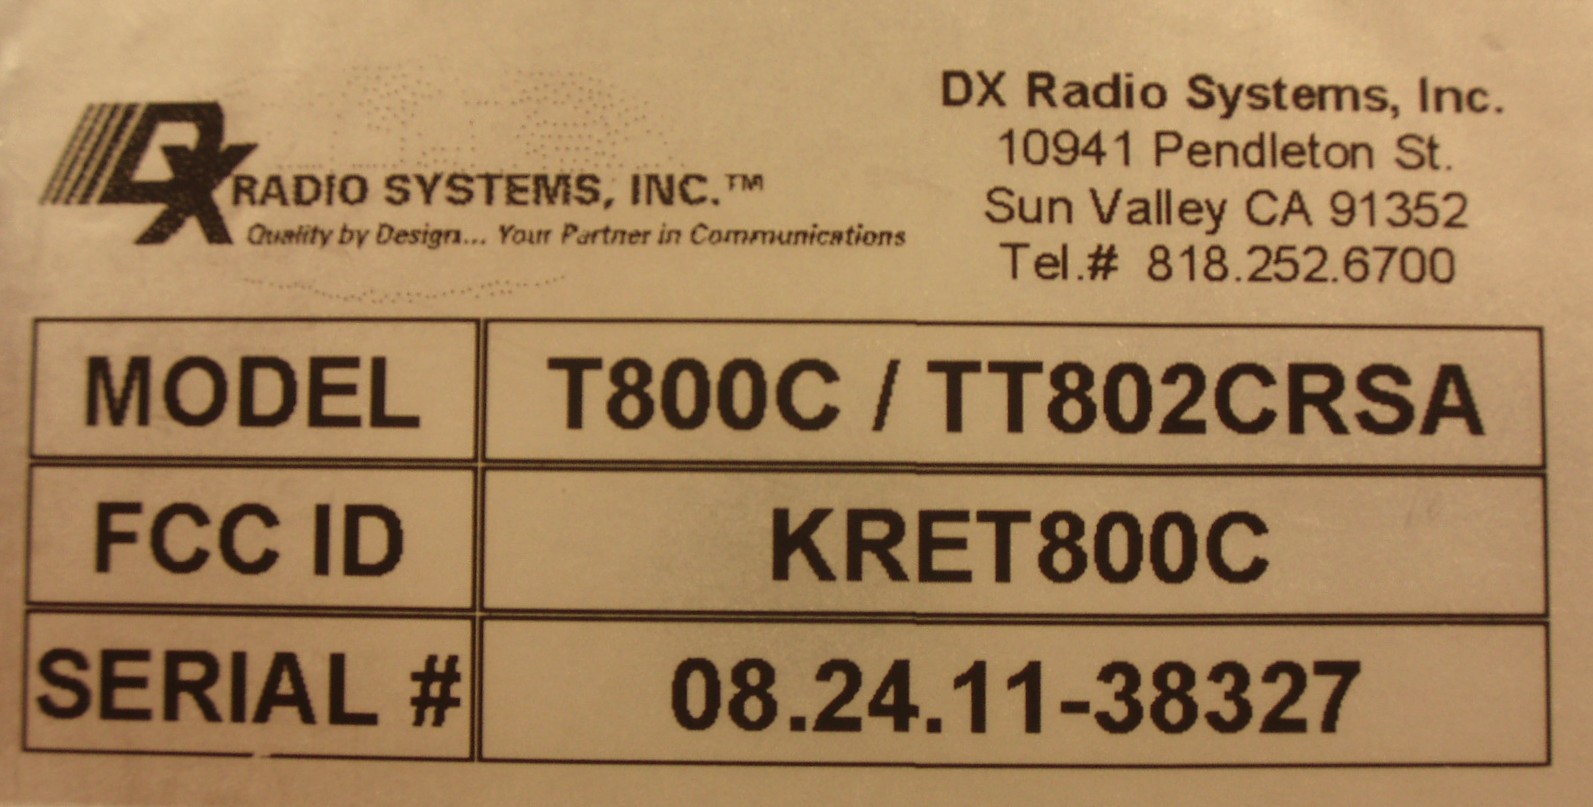 DX RADIO SYSTEMS, INC.™
Quality by Design... Your Partner in Communications
DX Radio Systems, Inc.
10941 Pendleton St.
Sun Valley CA 91352
Tel.# 818.252.6700
MODEL T800C / TT802CRSA
FCC ID KRET800C
SERIAL # 08.24.11-38327